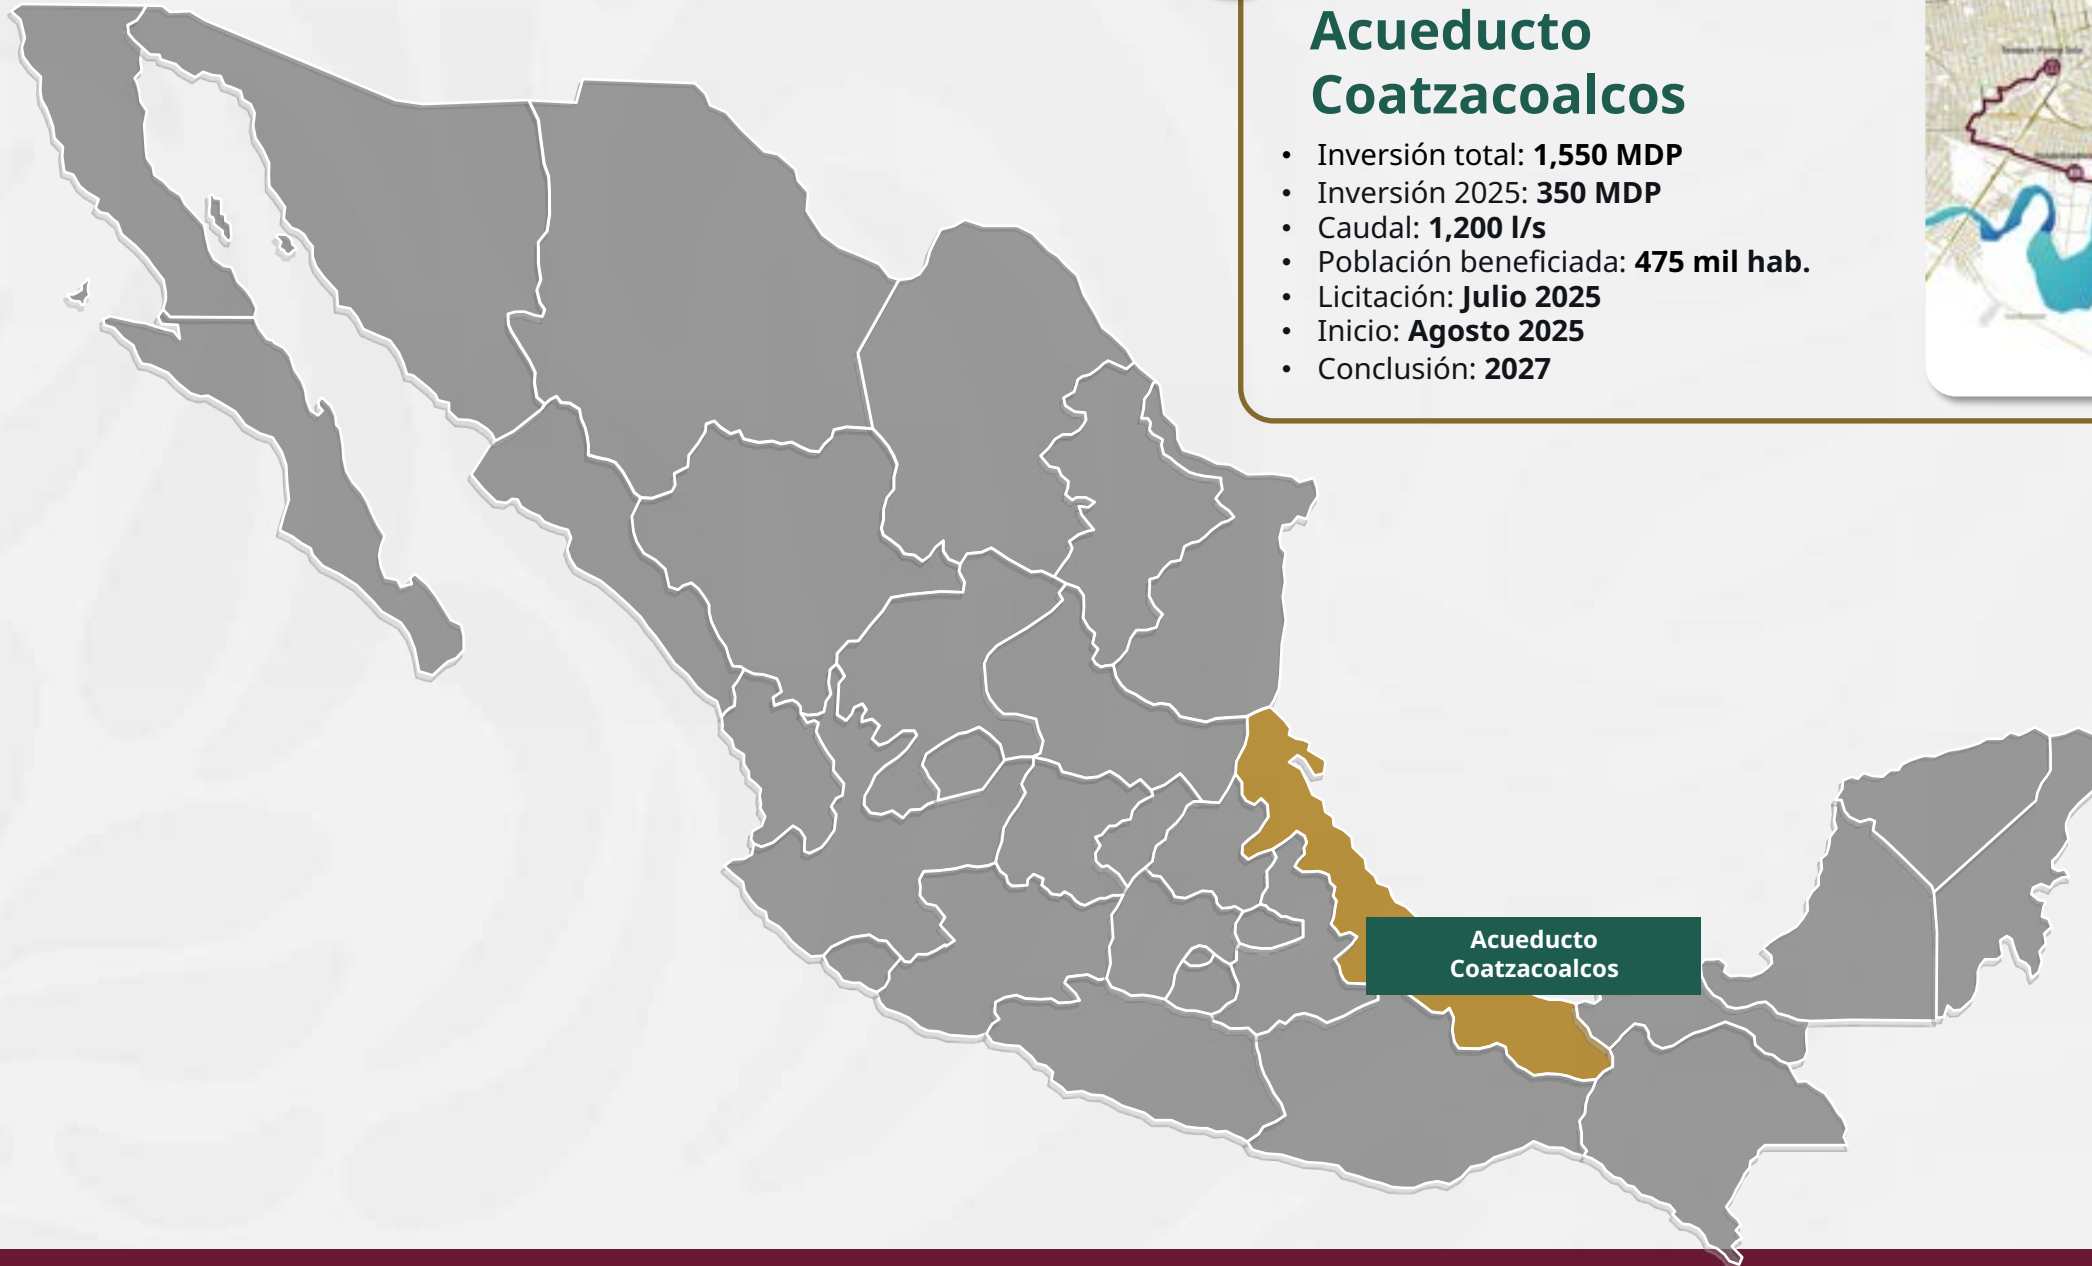 Acueducto
Coatzacoalcos
• Inversión total: 1,550 MDP
• Inversión 2025: 350 MDP
• Caudal: 1,200 l/s
• Población beneficiada: 475 mil hab.
• Licitación: Julio 2025
• Inicio: Agosto 2025
• Conclusión: 2027
Acueducto
Coatzacoalcos